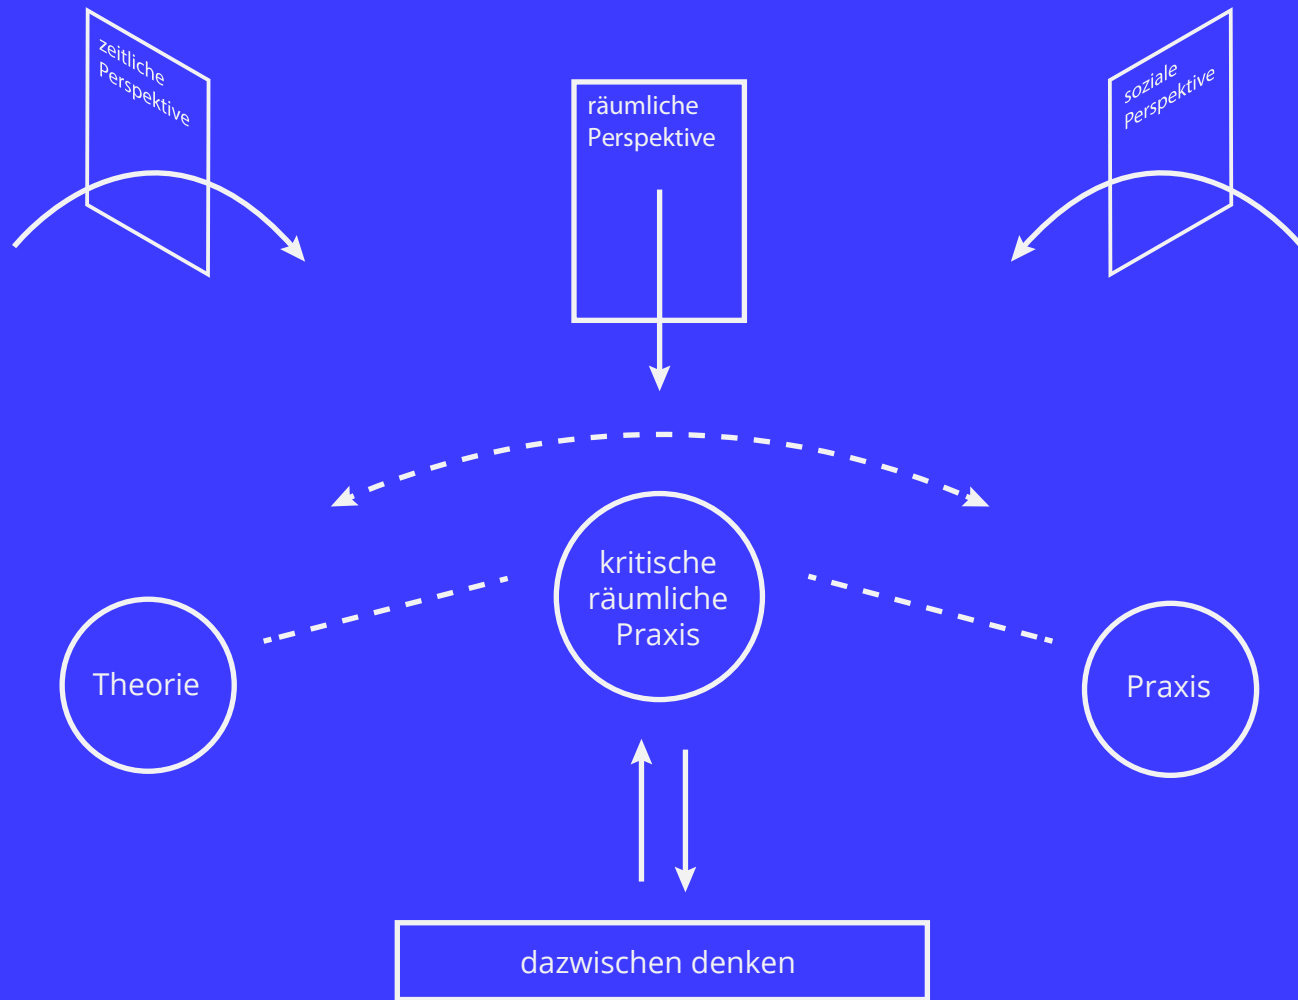 zeitliche
Perspektive
räumliche
Perspektive
soziale
Perspektive
kritische
räumliche
Praxis
Theorie
Praxis
dazwischen denken